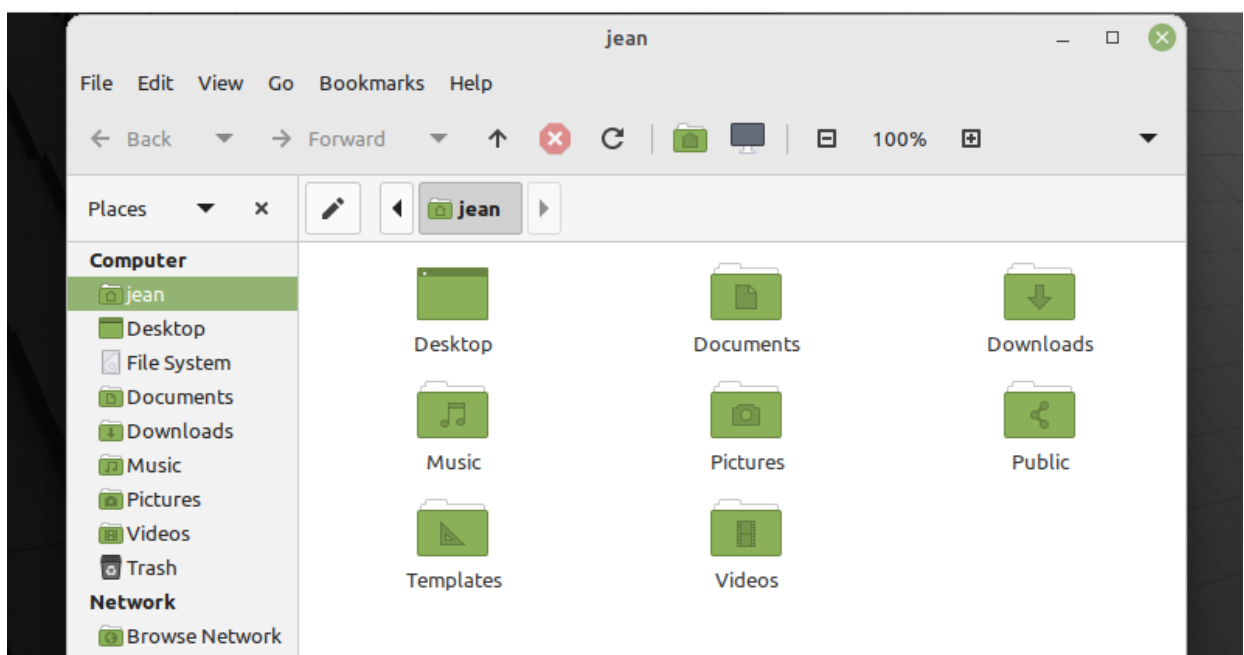 jean
File Edit View Go Bookmarks Help
Back Forward 100%
Places jean
Computer
jean
Desktop
File System
Documents
Downloads
Music
Pictures
Videos
Trash
Network
Browse Network
Desktop Documents Downloads
Music Pictures Public
Templates Videos